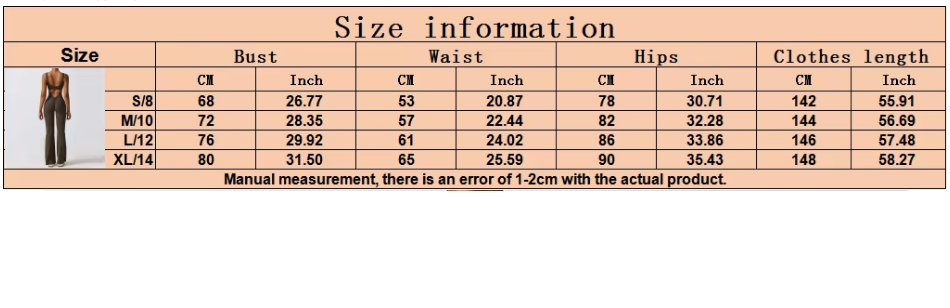 Size information
Size Bust Waist Hips Clothes length
CM Inch CM Inch CM Inch CM Inch
S/8 68 26.77 53 20.87 78 30.71 142 55.91
M/10 72 28.35 57 22.44 82 32.28 144 56.69
L/12 76 29.92 61 24.02 86 33.86 146 57.48
XL/14 80 31.50 65 25.59 90 35.43 148 58.27
Manual measurement, there is an error of 1-2cm with the actual product.